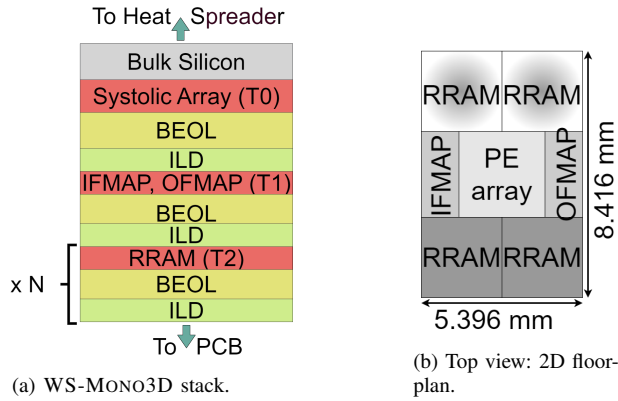 To Heat Spreader
Bulk Silicon
Systolic Array (T0)
BEOL
ILD
IFMAP, OFMAP (T1)
BEOL
ILD
RRAM (T2)
BEOL
ILD
x N
To PCB
(a) WS-MONO3D stack.
RRAM RRAM
IFMAP
PE
array
OFMAP
RRAM RRAM
8.416 mm
5.396 mm
(b) Top view: 2D floor-
plan.